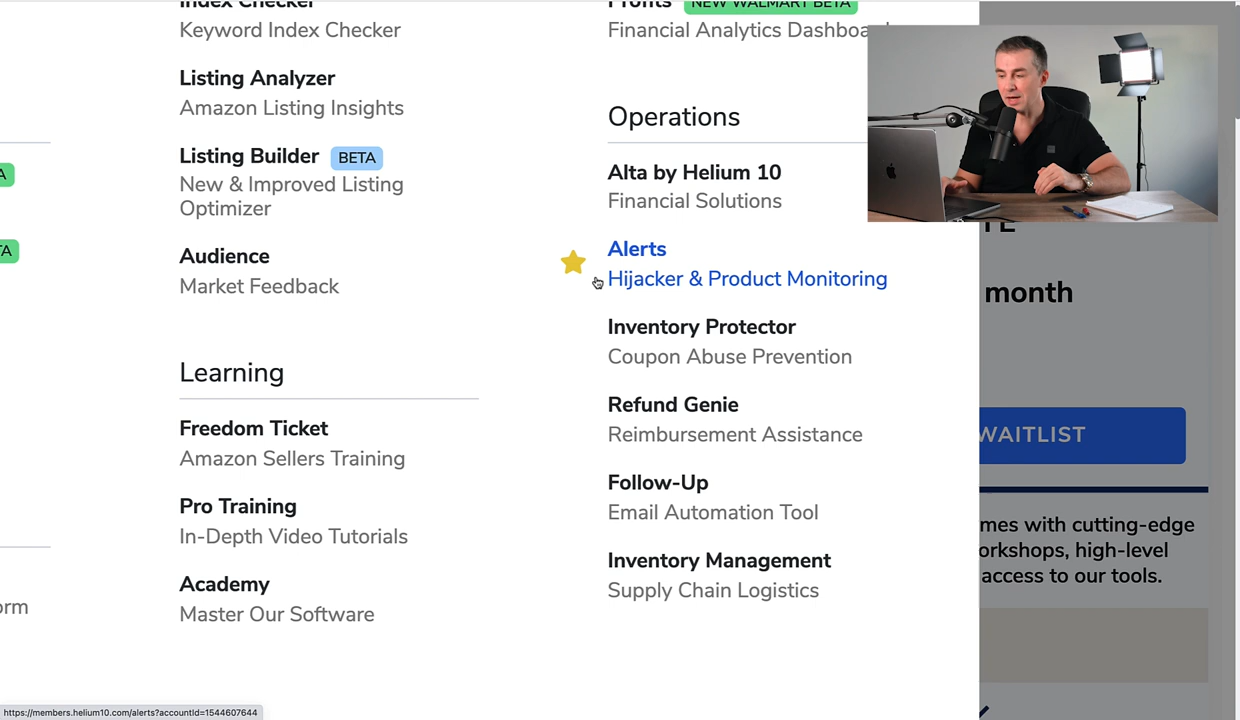 Index Checker
Keyword Index Checker
Listing Analyzer
Amazon Listing Insights
Listing Builder BETA
New & Improved Listing
Optimizer
Audience
Market Feedback
Learning
Freedom Ticket
Amazon Sellers Training
Pro Training
In-Depth Video Tutorials
Academy
Master Our Software
Profits NEW WALMART BETA
Financial Analytics Dashboa
Operations
Alta by Helium 10
Financial Solutions
Alerts
Hijacker & Product Monitoring
Inventory Protector
Coupon Abuse Prevention
Refund Genie
Reimbursement Assistance
Follow-Up
Email Automation Tool
Inventory Management
Supply Chain Logistics
month
WAITLIST
mes with cutting-edge
orkshops, high-level
access to our tools.
https://members.helium10.com/alerts?accountId=1544607644